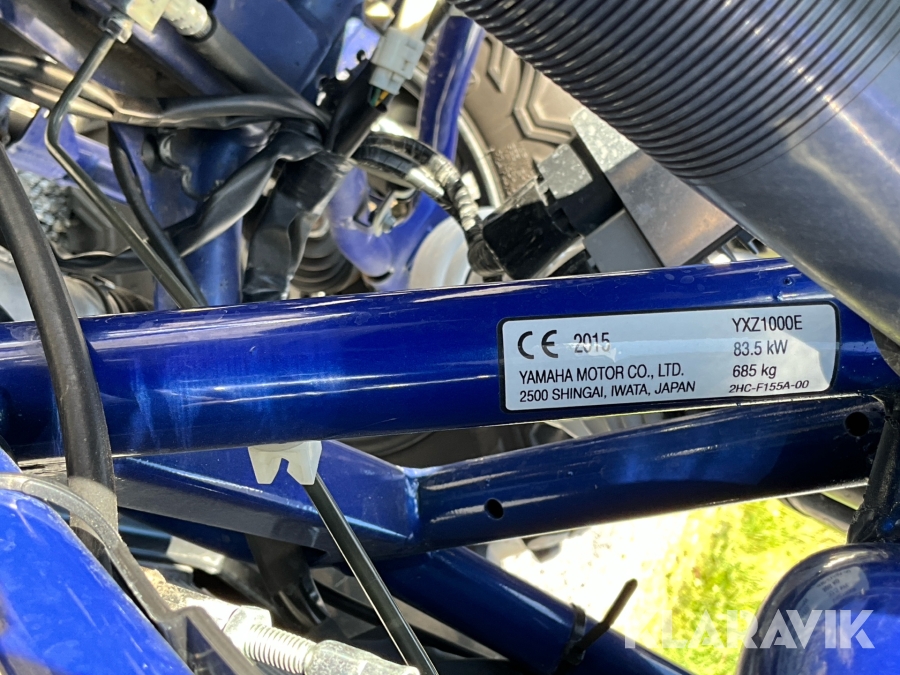 CE 2015
YAMAHA MOTOR CO., LTD.
2500 SHINGAI, IWATA, JAPAN
YXZ1000E
83.5 kW
685 kg
2HC-F155A-00
KLARAVIK